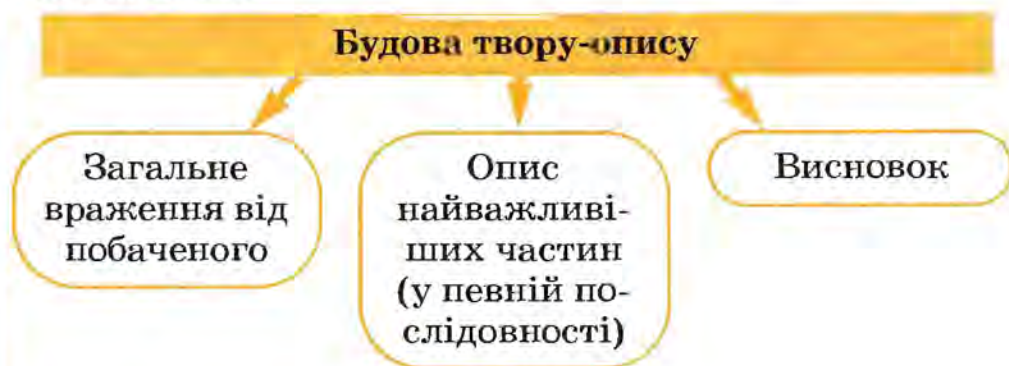 Будова твору-опису
Загальне
враження від
побаченого
Опис
найважливі-
ших частин
(у певній по-
слідовності)
Висновок